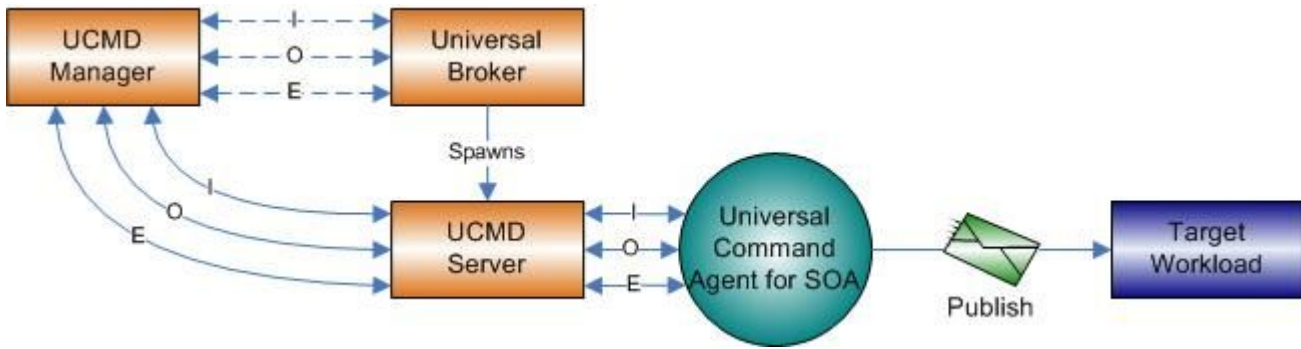 UCMD
Manager
I
O
E
Universal
Broker
Spawns
I
O
E
UCMD
Server
I
O
E
Universal
Command
Agent for SOA
Publish
Target
Workload